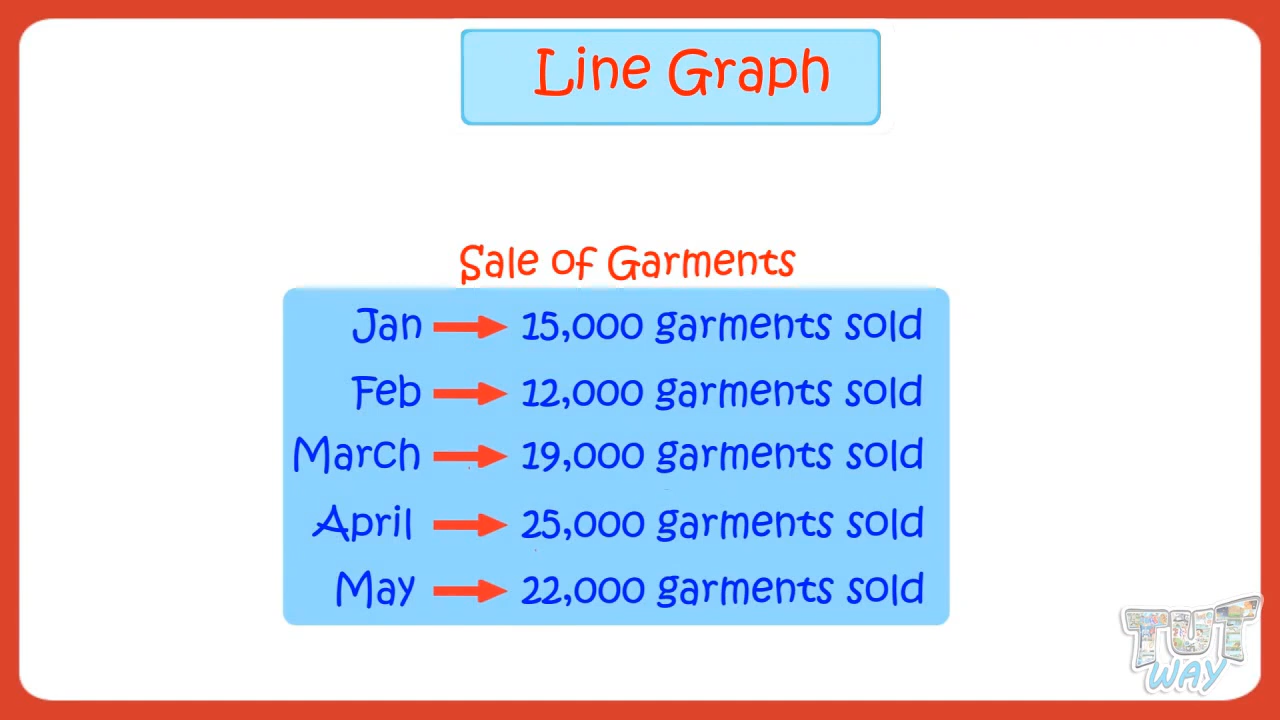 Line Graph
Sale of Garments
Jan → 15,000 garments sold
Feb → 12,000 garments sold
March → 19,000 garments sold
April → 25,000 garments sold
May → 22,000 garments sold
TUT
WAY